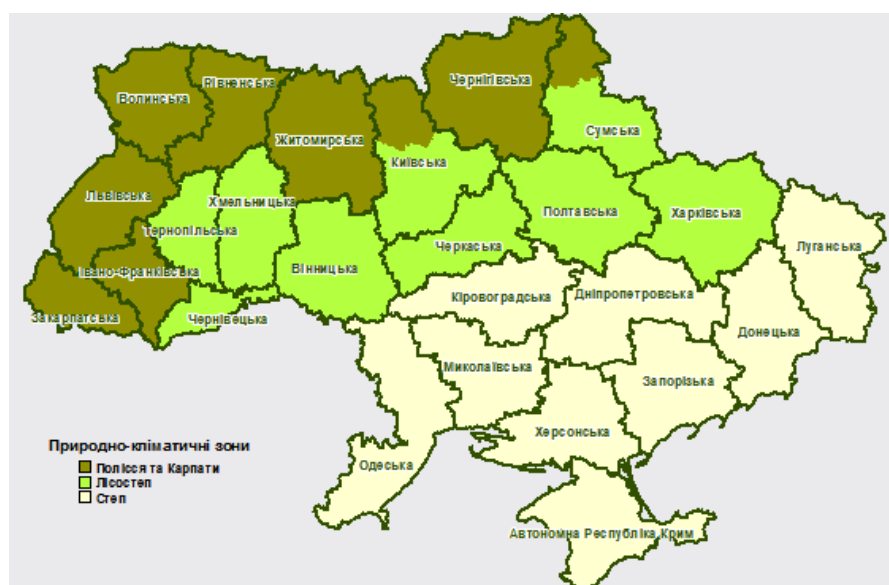 Чернігівська
Рівненська
Волинська
Сумська
Житомирська
Київська
Львівська
Хмельницька
Полтавська
Харківська
Тернопільська
Черкаська
Луганська
Вінницька
Івано-Франківська
Кіровоградська
Дніпропетровська
Закарпатська
Чернівецька
Донецька
Миколаївська
Запорізька
Херсонська
Природно-кліматичні зони
Полісся та Карпати
Лісостеп
Степ
Одеська
Автономна Республіка Крим